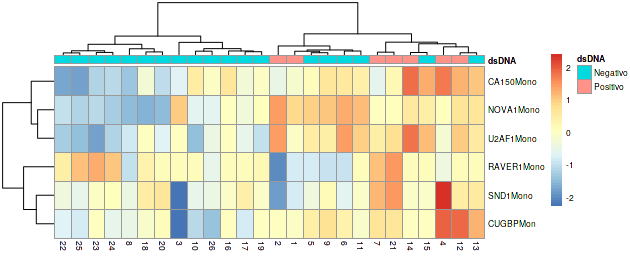 dsDNA
CA150Mono
NOVA1Mono
U2AF1Mono
RAVER1Mono
SND1Mono
CUGBPMon
22 25 23 24 8 18 20 3 10 26 16 17 19 2 1 5 9 6 11 7 21 14 15 4 12 13
2
1
0
-1
-2
dsDNA
Negativo
Positivo